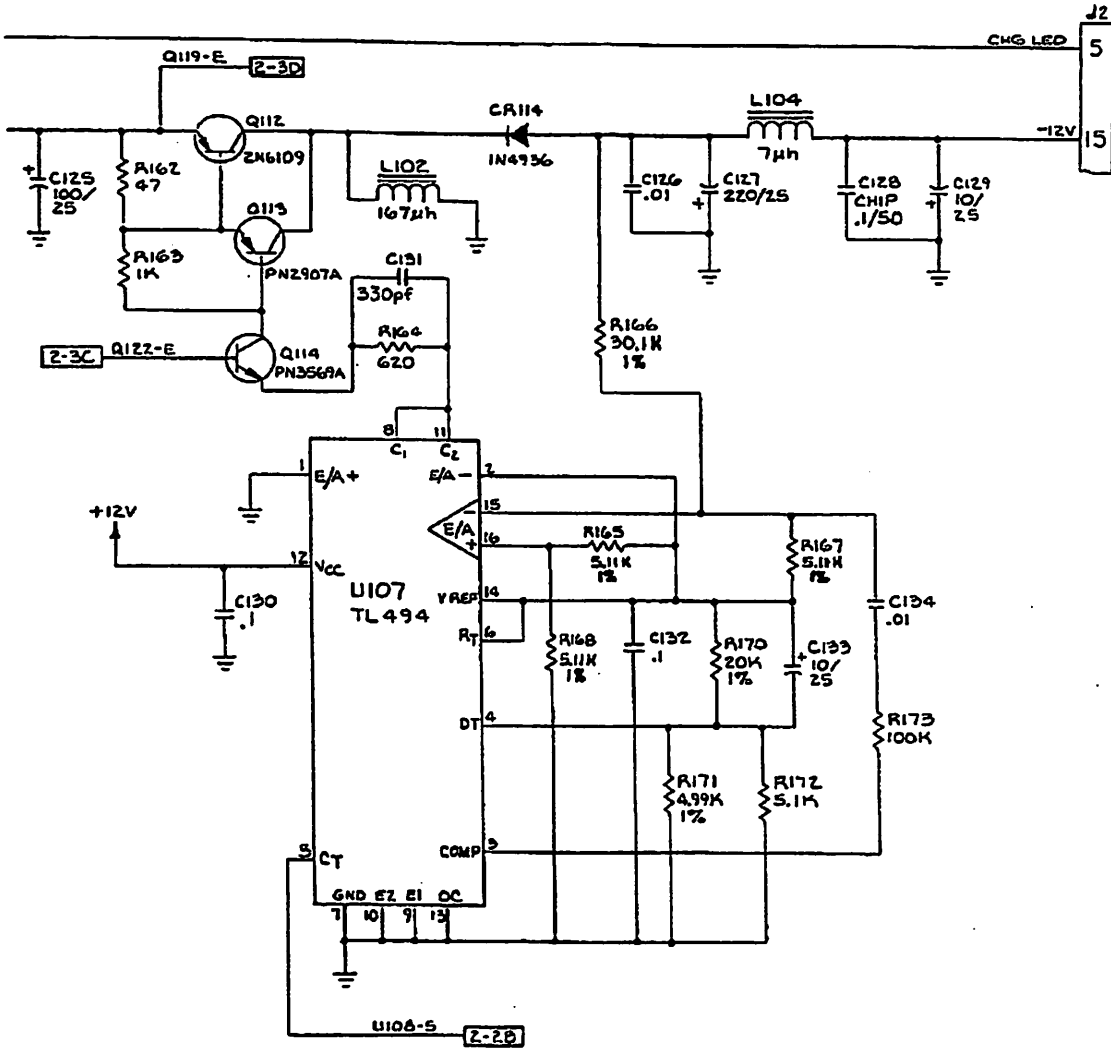 J2
CHG LED 5
Q119-E 2-3D
Q112
2N6109
CR114
1N4936
L104
7µh
-12V 15
C125
100/
25
+
R162
47
L102
167µh
C126
.01
C127
220/25
+
C128
CHIP
.1/50
C129
10/
25
+
Q113
PN2907A
R163
1K
C131
330pf
R164
620
R166
30.1K
1%
2-3C Q122-E
Q114
PN3569A
8 11
C1 C2
1 E/A+
E/A- 2
- 15
E/A
+ 16
R165
5.11K
1%
R167
5.11K
1%
+12V
12 VCC
C130
.1
U107
TL494
VREF 14
RT 6
R168
5.11K
1%
C132
.1
R170
20K
1%
+
C133
10/
25
C134
.01
DT 4
R171
4.99K
1%
R172
5.1K
R173
100K
COMP 3
5 CT
GND E2 E1 OC
7 10 9 13
U108-5 2-2B